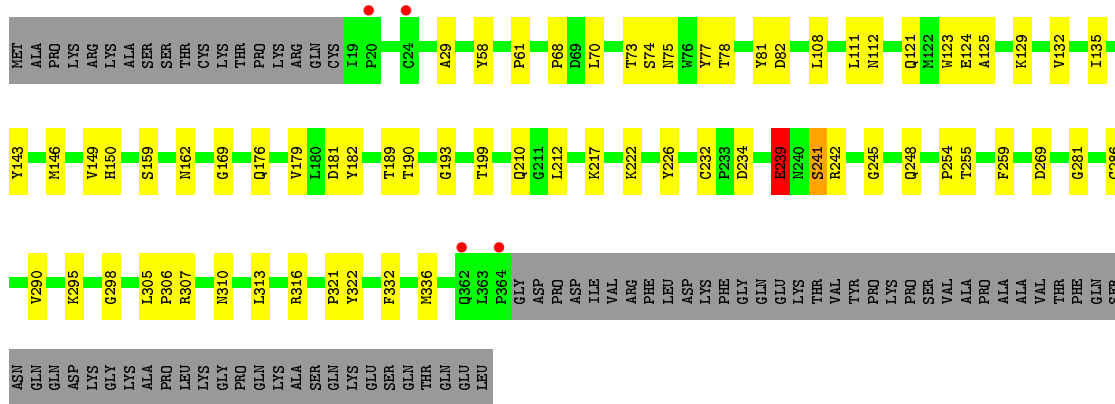 MET ALA PRO LYS ARG LYS ALA SER SER THR CYS LYS THR PRO LYS ARG GLN CYS I19 P20 C24 A29 Y58 P61 P68 D69 L70 T73 S74 N75 W76 Y77 T78 Y81 D82 L108 L111 N112 Q121 M122 W123 E124 A125 K129 V132 I135
Y143 M146 V149 H150 S159 N162 G169 Q176 V179 L180 D181 Y182 T189 T190 G193 T199 Q210 G211 L212 K217 K222 Y226 C232 P233 D234 E239 N240 S241 R242 G245 Q248 P254 T255 F259 D269 G281
V290 K295 G298 L305 P306 R307 N310 L313 R316 P321 Y322 F332 M336 Q362 L363 P364 GLY ASP PRO ASP ILE VAL ARG PHE LEU ASP LYS PHE GLY GLN GLU LYS THR VAL TYR PRO LYS PRO SER VAL ALA PRO ALA ALA VAL THR PHE GLN SER
ASN GLN GLN ASP LYS GLY LYS ALA PRO LEU LYS GLY PRO GLN LYS ALA SER GLN LYS GLU SER GLN THR GLN GLU LEU